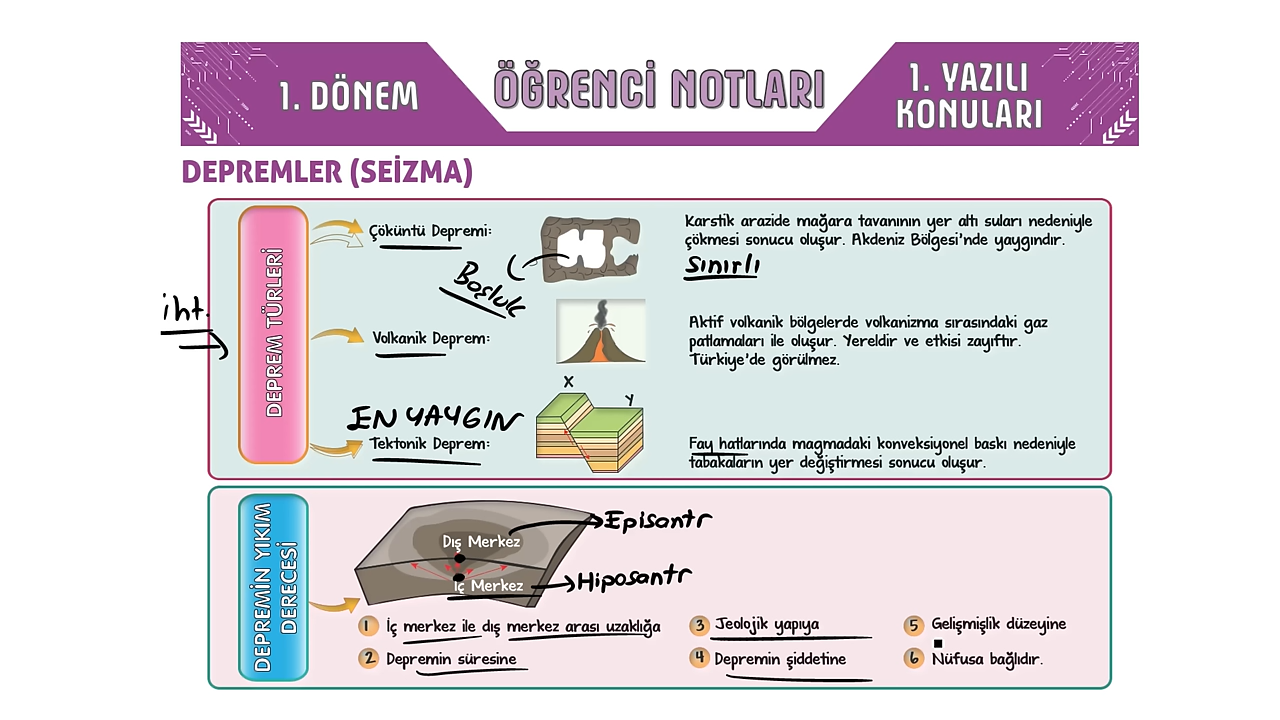 1. DÖNEM
ÖĞRENCİ NOTLARI
1. YAZILI
KONULARI
DEPREMLER (SEİZMA)
iht.
DEPREM TÜRLERİ
Çöküntü Depremi:
Boşluk
Karstik arazide mağara tavanının yer altı suları nedeniyle
çökmesi sonucu oluşur. Akdeniz Bölgesi'nde yaygındır.
Sınırlı
Volkanik Deprem:
Aktif volkanik bölgelerde volkanizma sırasındaki gaz
patlamaları ile oluşur. Yereldir ve etkisi zayıftır.
Türkiye'de görülmez.
EN YAYGIN
Tektonik Deprem:
X
Y
Fay hatlarında magmadaki konveksiyonel baskı nedeniyle
tabakaların yer değiştirmesi sonucu oluşur.
DEPREMİN YIKIM
DERECESİ
Dış Merkez
Episantr
İç Merkez
Hiposantr
1 İç merkez ile dış merkez arası uzaklığa
2 Depremin süresine
3 Jeolojik yapıya
4 Depremin şiddetine
5 Gelişmişlik düzeyine
6 Nüfusa bağlıdır.